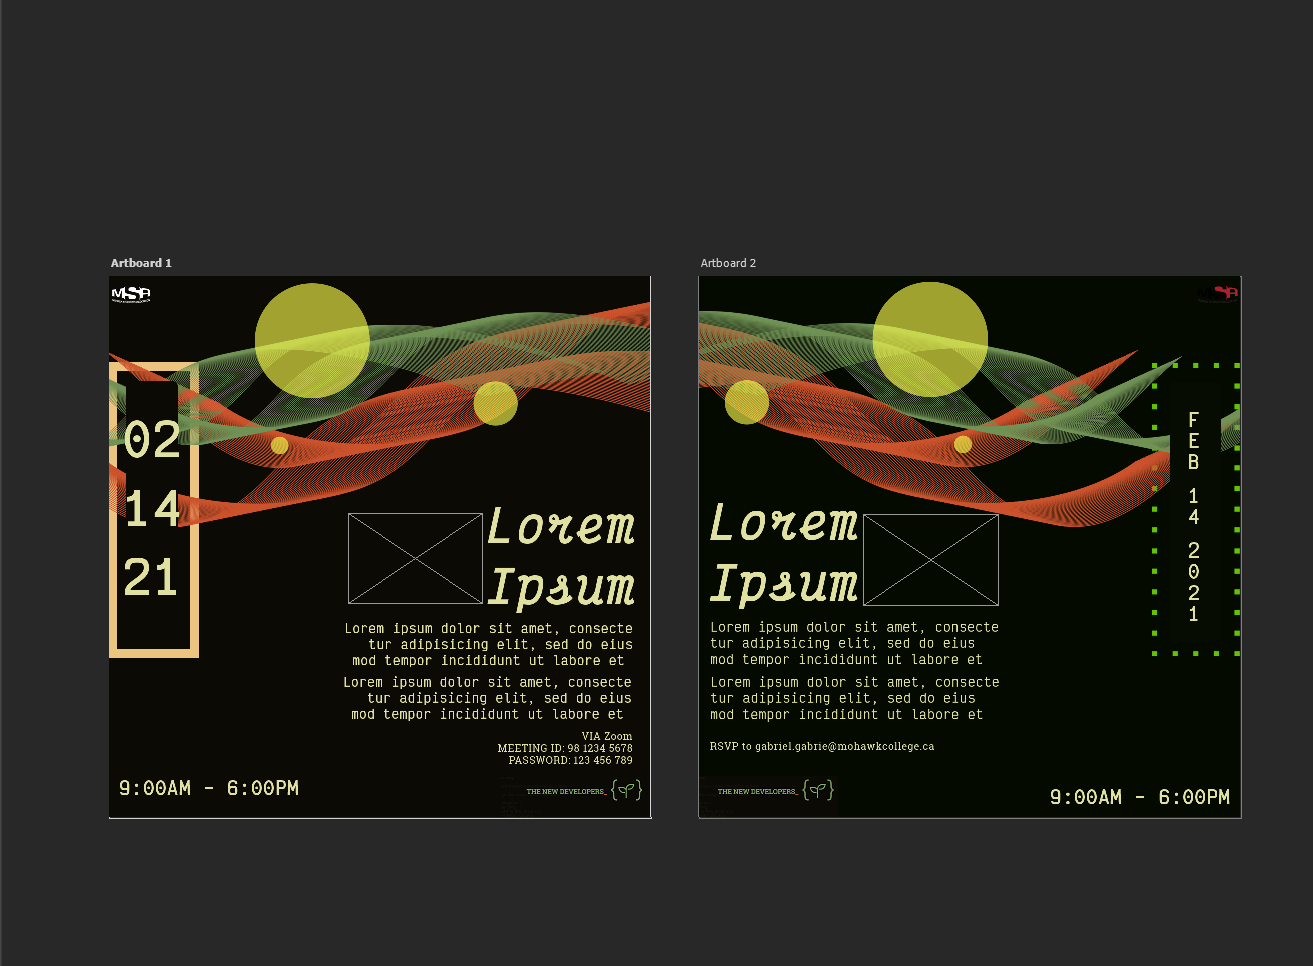 Artboard 1
MSA
02
14
21
Lorem
Ipsum
Lorem ipsum dolor sit amet, consecte
tur adipisicing elit, sed do eius
mod tempor incididunt ut labore et
Lorem ipsum dolor sit amet, consecte
tur adipisicing elit, sed do eius
mod tempor incididunt ut labore et
VIA Zoom
MEETING ID: 98 1234 5678
PASSWORD: 123 456 789
9:00AM - 6:00PM
THE NEW DEVELOPERS_
Artboard 2
MSA
FEB 14 2021
Lorem
Ipsum
Lorem ipsum dolor sit amet, consecte
tur adipisicing elit, sed do eius
mod tempor incididunt ut labore et
Lorem ipsum dolor sit amet, consecte
tur adipisicing elit, sed do eius
mod tempor incididunt ut labore et
RSVP to gabriel.gabrie@mohawkcollege.ca
THE NEW DEVELOPERS_
9:00AM - 6:00PM